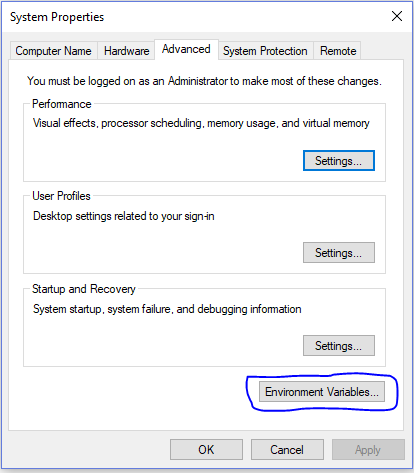 System Properties
Computer Name Hardware Advanced System Protection Remote
You must be logged on as an Administrator to make most of these changes.
Performance
Visual effects, processor scheduling, memory usage, and virtual memory
Settings...
User Profiles
Desktop settings related to your sign-in
Settings...
Startup and Recovery
System startup, system failure, and debugging information
Settings...
Environment Variables...
OK Cancel Apply